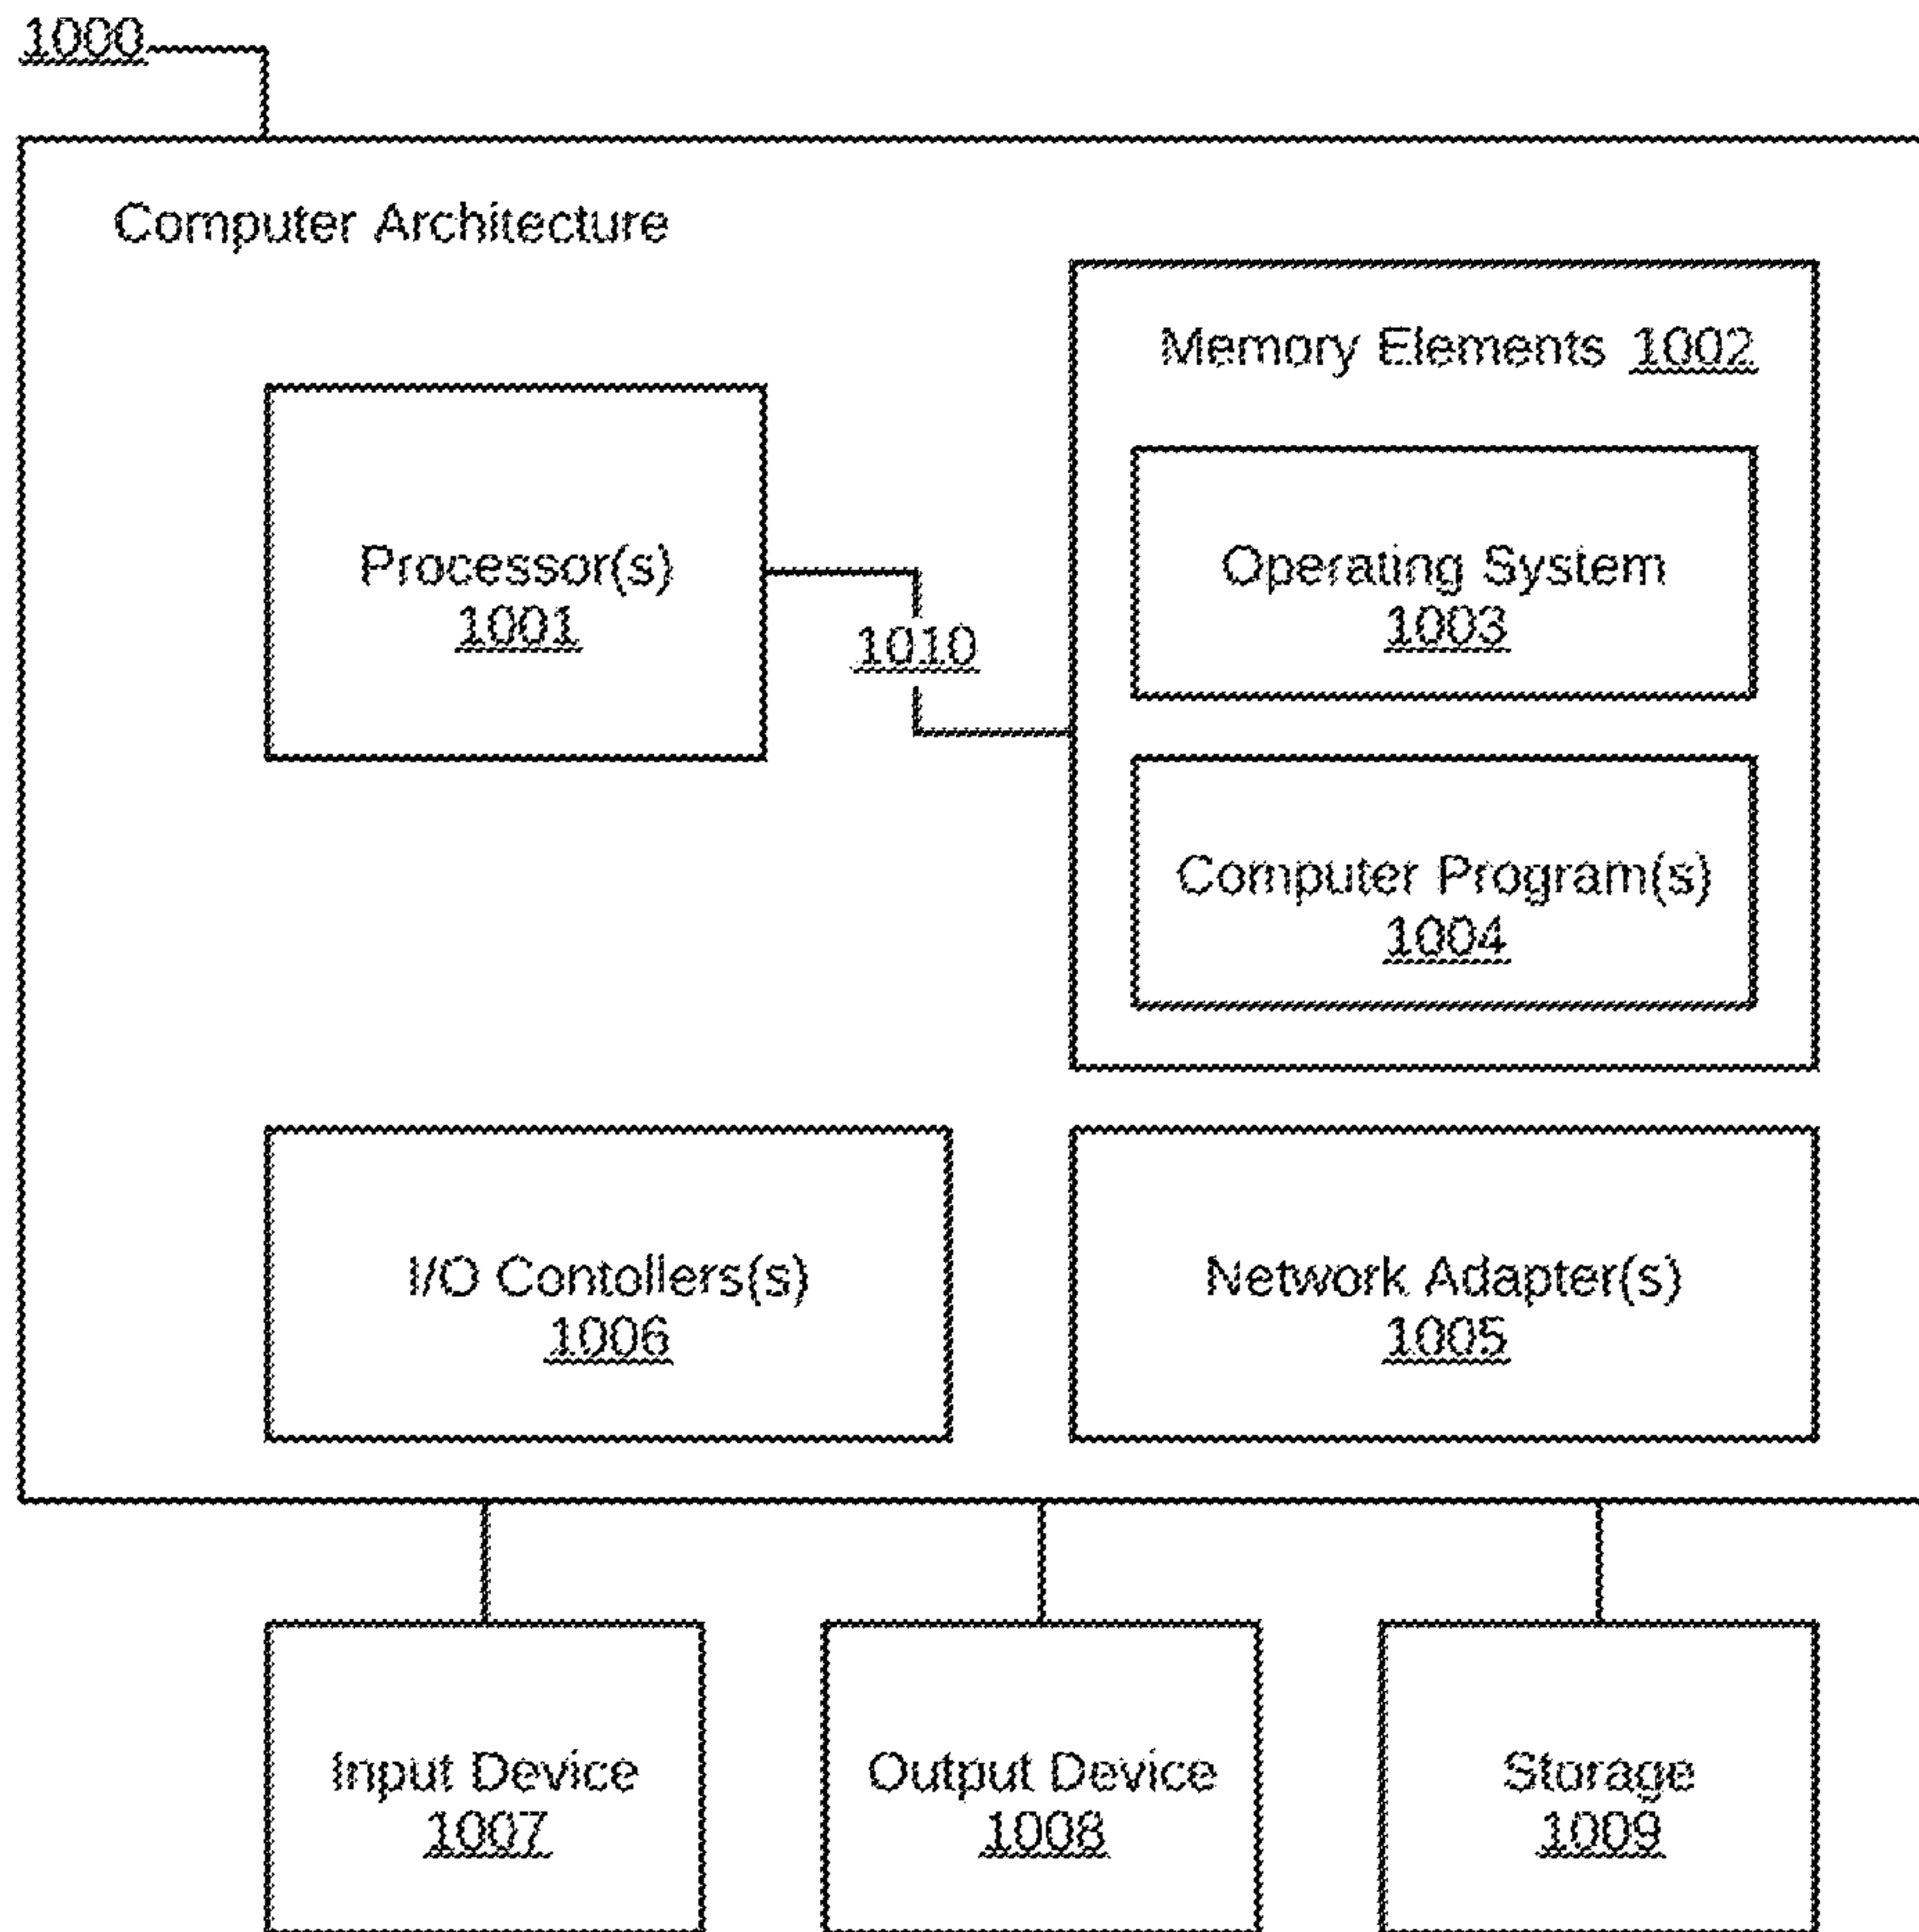 1000
Computer Architecture
Memory Elements 1002
Processor(s)
1001
1010
Operating System
1003
Computer Program(s)
1004
I/O Contollers(s)
1006
Network Adapter(s)
1005
Input Device
1007
Output Device
1008
Storage
1009